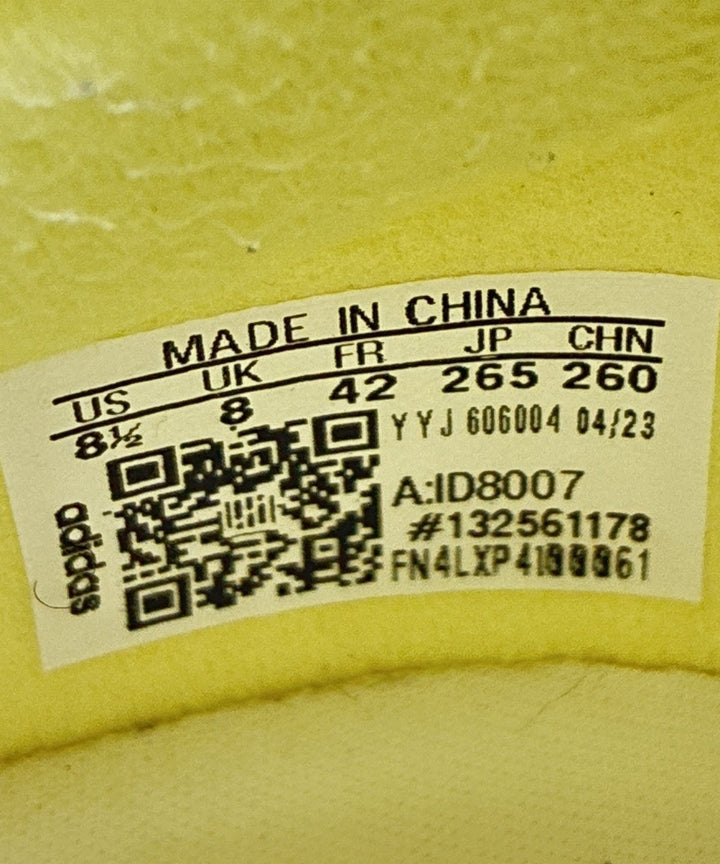 MADE IN CHINA
US UK FR JP CHN
8½ 8 42 265 260
YYJ 606004 04/23
A:ID8007
#132561178
adidas